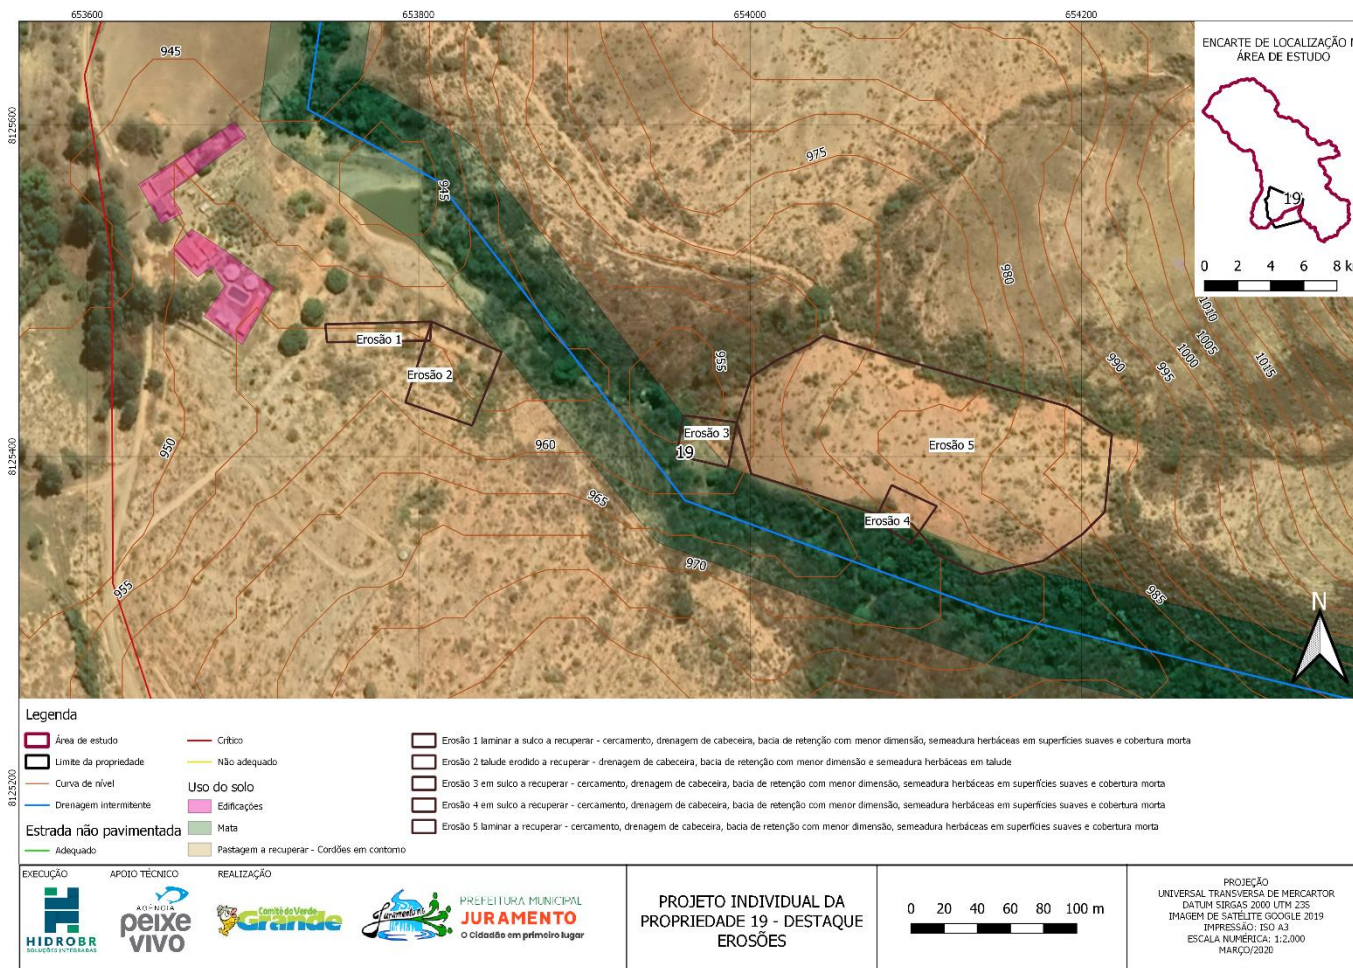 653600
653800
654000
654200
8125600
8125400
8125200
945
945
950
955
960
965
970
955
975
980
985
990
995
1000
1005
1010
1015
Erosão 1
Erosão 2
Erosão 3
19
Erosão 4
Erosão 5
ENCARTE DE LOCALIZAÇÃO N
ÁREA DE ESTUDO
19
0 2 4 6 8 k
N
Legenda
Área de estudo
Limite da propriedade
Curva de nível
Drenagem intermitente
Estrada não pavimentada
Adequado
Crítico
Não adequado
Uso do solo
Edificações
Mata
Pastagem a recuperar - Cordões em contorno
Erosão 1 laminar a sulco a recuperar - cercamento, drenagem de cabeceira, bacia de retenção com menor dimensão, semeadura herbáceas em superfícies suaves e cobertura morta
Erosão 2 talude erodido a recuperar - drenagem de cabeceira, bacia de retenção com menor dimensão e semeadura herbáceas em talude
Erosão 3 em sulco a recuperar - cercamento, drenagem de cabeceira, bacia de retenção com menor dimensão, semeadura herbáceas em superfícies suaves e cobertura morta
Erosão 4 em sulco a recuperar - cercamento, drenagem de cabeceira, bacia de retenção com menor dimensão, semeadura herbáceas em superfícies suaves e cobertura morta
Erosão 5 laminar a recuperar - cercamento, drenagem de cabeceira, bacia de retenção com menor dimensão, semeadura herbáceas em superfícies suaves e cobertura morta
EXECUÇÃO
HIDROBR
SOLUÇÕES INTEGRADAS
APOIO TÉCNICO
AGÊNCIA
peixe
vivo
REALIZAÇÃO
Comitê do Verde
Grande
Juramento
PREFEITURA MUNICIPAL
JURAMENTO
O Cidadão em primeiro lugar
PROJETO INDIVIDUAL DA
PROPRIEDADE 19 - DESTAQUE
EROSÕES
0 20 40 60 80 100 m
PROJEÇÃO
UNIVERSAL TRANSVERSA DE MERCARTOR
DATUM SIRGAS 2000 UTM 23S
IMAGEM DE SATÉLITE GOOGLE 2019
IMPRESSÃO: ISO A3
ESCALA NUMÉRICA: 1:2.000
MARÇO/2020